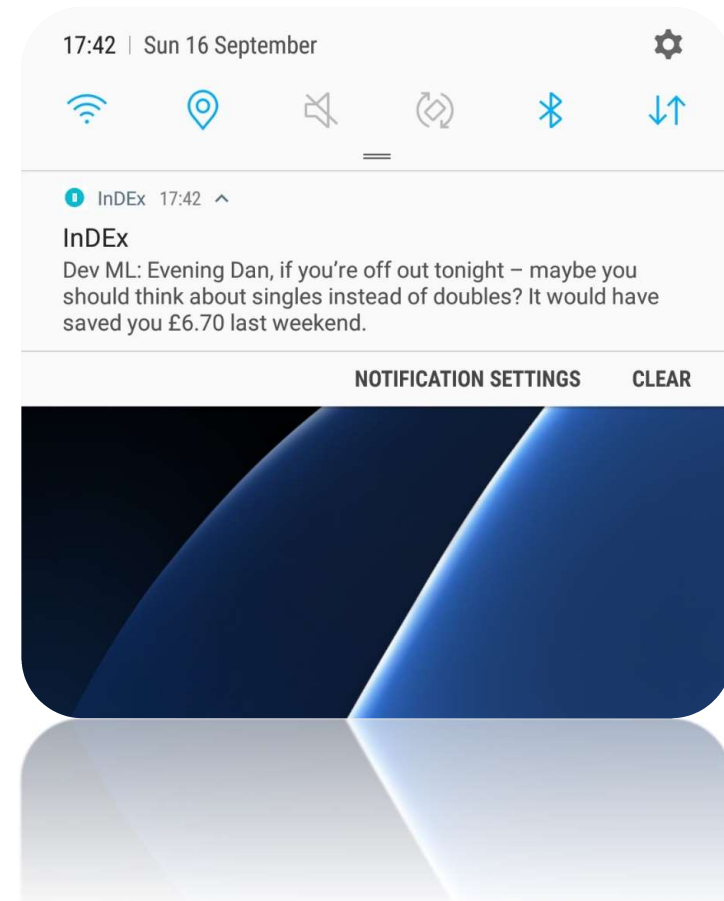 17:42 | Sun 16 September
InDEx 17:42
InDEx
Dev ML: Evening Dan, if you’re off out tonight – maybe you
should think about singles instead of doubles? It would have
saved you £6.70 last weekend.
NOTIFICATION SETTINGS CLEAR